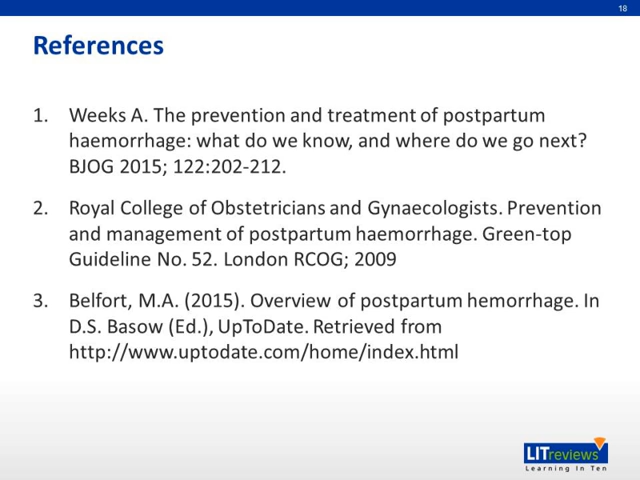 18
References
1. Weeks A. The prevention and treatment of postpartum
haemorrhage: what do we know, and where do we go next?
BJOG 2015; 122:202-212.
2. Royal College of Obstetricians and Gynaecologists. Prevention
and management of postpartum haemorrhage. Green-top
Guideline No. 52. London RCOG; 2009
3. Belfort, M.A. (2015). Overview of postpartum hemorrhage. In
D.S. Basow (Ed.), UpToDate. Retrieved from
http://www.uptodate.com/home/index.html
LITreviews
Learning In Ten